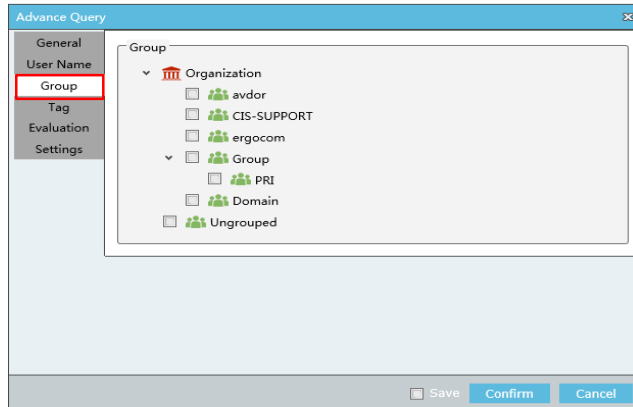 Advance Query
General
User Name
Group
Tag
Evaluation
Settings
Group
Organization
avdor
CIS-SUPPORT
ergocom
Group
PRI
Domain
Ungrouped
Save Confirm Cancel